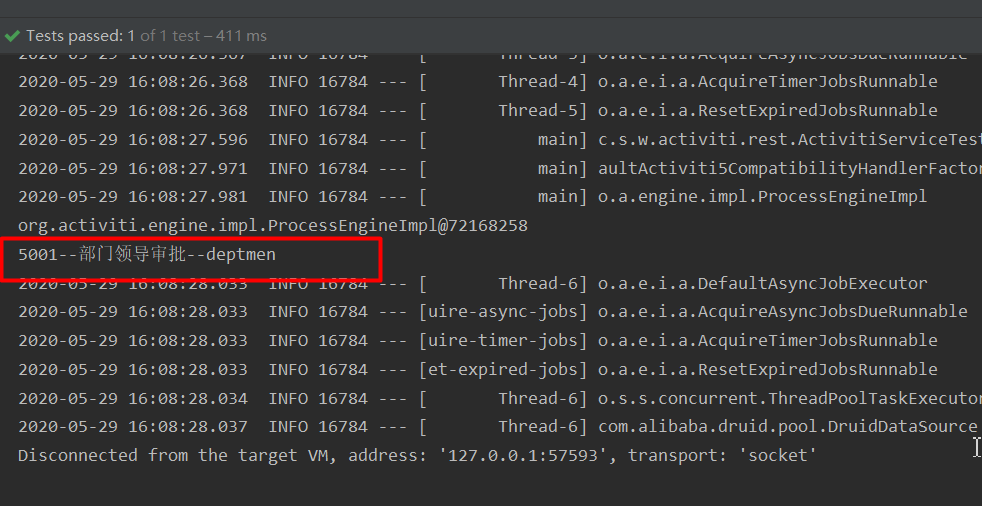 Tests passed: 1 of 1 test – 411 ms
2020-05-29 16:08:26.367  INFO 16784 --- [       Thread-3] o.a.e.i.a.AcquireAsyncJobsDueRunnable
2020-05-29 16:08:26.368  INFO 16784 --- [       Thread-4] o.a.e.i.a.AcquireTimerJobsRunnable
2020-05-29 16:08:26.368  INFO 16784 --- [       Thread-5] o.a.e.i.a.ResetExpiredJobsRunnable
2020-05-29 16:08:27.596  INFO 16784 --- [           main] c.s.w.activiti.rest.ActivitiServiceTest
2020-05-29 16:08:27.971  INFO 16784 --- [           main] aultActiviti5CompatibilityHandlerFactor
2020-05-29 16:08:27.981  INFO 16784 --- [           main] o.a.engine.impl.ProcessEngineImpl
org.activiti.engine.impl.ProcessEngineImpl@72168258
5001--部门领导审批--deptmen
2020-05-29 16:08:28.033  INFO 16784 --- [       Thread-6] o.a.e.i.a.DefaultAsyncJobExecutor
2020-05-29 16:08:28.033  INFO 16784 --- [uire-async-jobs] o.a.e.i.a.AcquireAsyncJobsDueRunnable
2020-05-29 16:08:28.033  INFO 16784 --- [uire-timer-jobs] o.a.e.i.a.AcquireTimerJobsRunnable
2020-05-29 16:08:28.033  INFO 16784 --- [et-expired-jobs] o.a.e.i.a.ResetExpiredJobsRunnable
2020-05-29 16:08:28.034  INFO 16784 --- [       Thread-6] o.s.s.concurrent.ThreadPoolTaskExecutor
2020-05-29 16:08:28.037  INFO 16784 --- [       Thread-6] com.alibaba.druid.pool.DruidDataSource
Disconnected from the target VM, address: '127.0.0.1:57593', transport: 'socket'